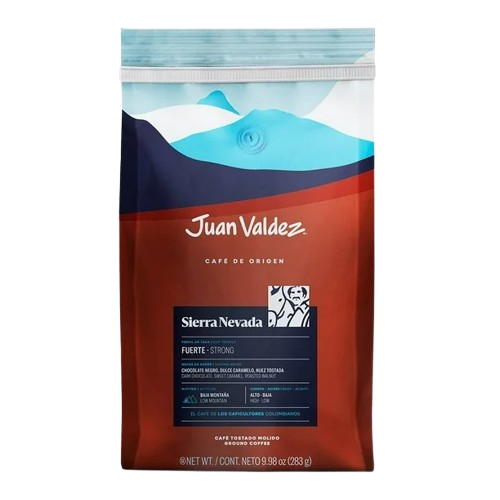 Juan Valdez
CAFÉ DE ORIGEN
Sierra Nevada
FUERTE - STRONG
CHOCOLATE NEGRO, DULCE CARAMELO, NUEZ TOSTADA
DARK CHOCOLATE, SWEET CARAMEL, ROASTED WALNUT
BAJA MONTAÑA
LOW MOUNTAIN
ALTO - BAJA
HIGH - LOW
EL CAFÉ DE LOS CAFICULTORES COLOMBIANOS
CAFÉ TOSTADO MOLIDO
GROUND COFFEE
NET WT. / CONT. NETO 9.98 oz (283 g)